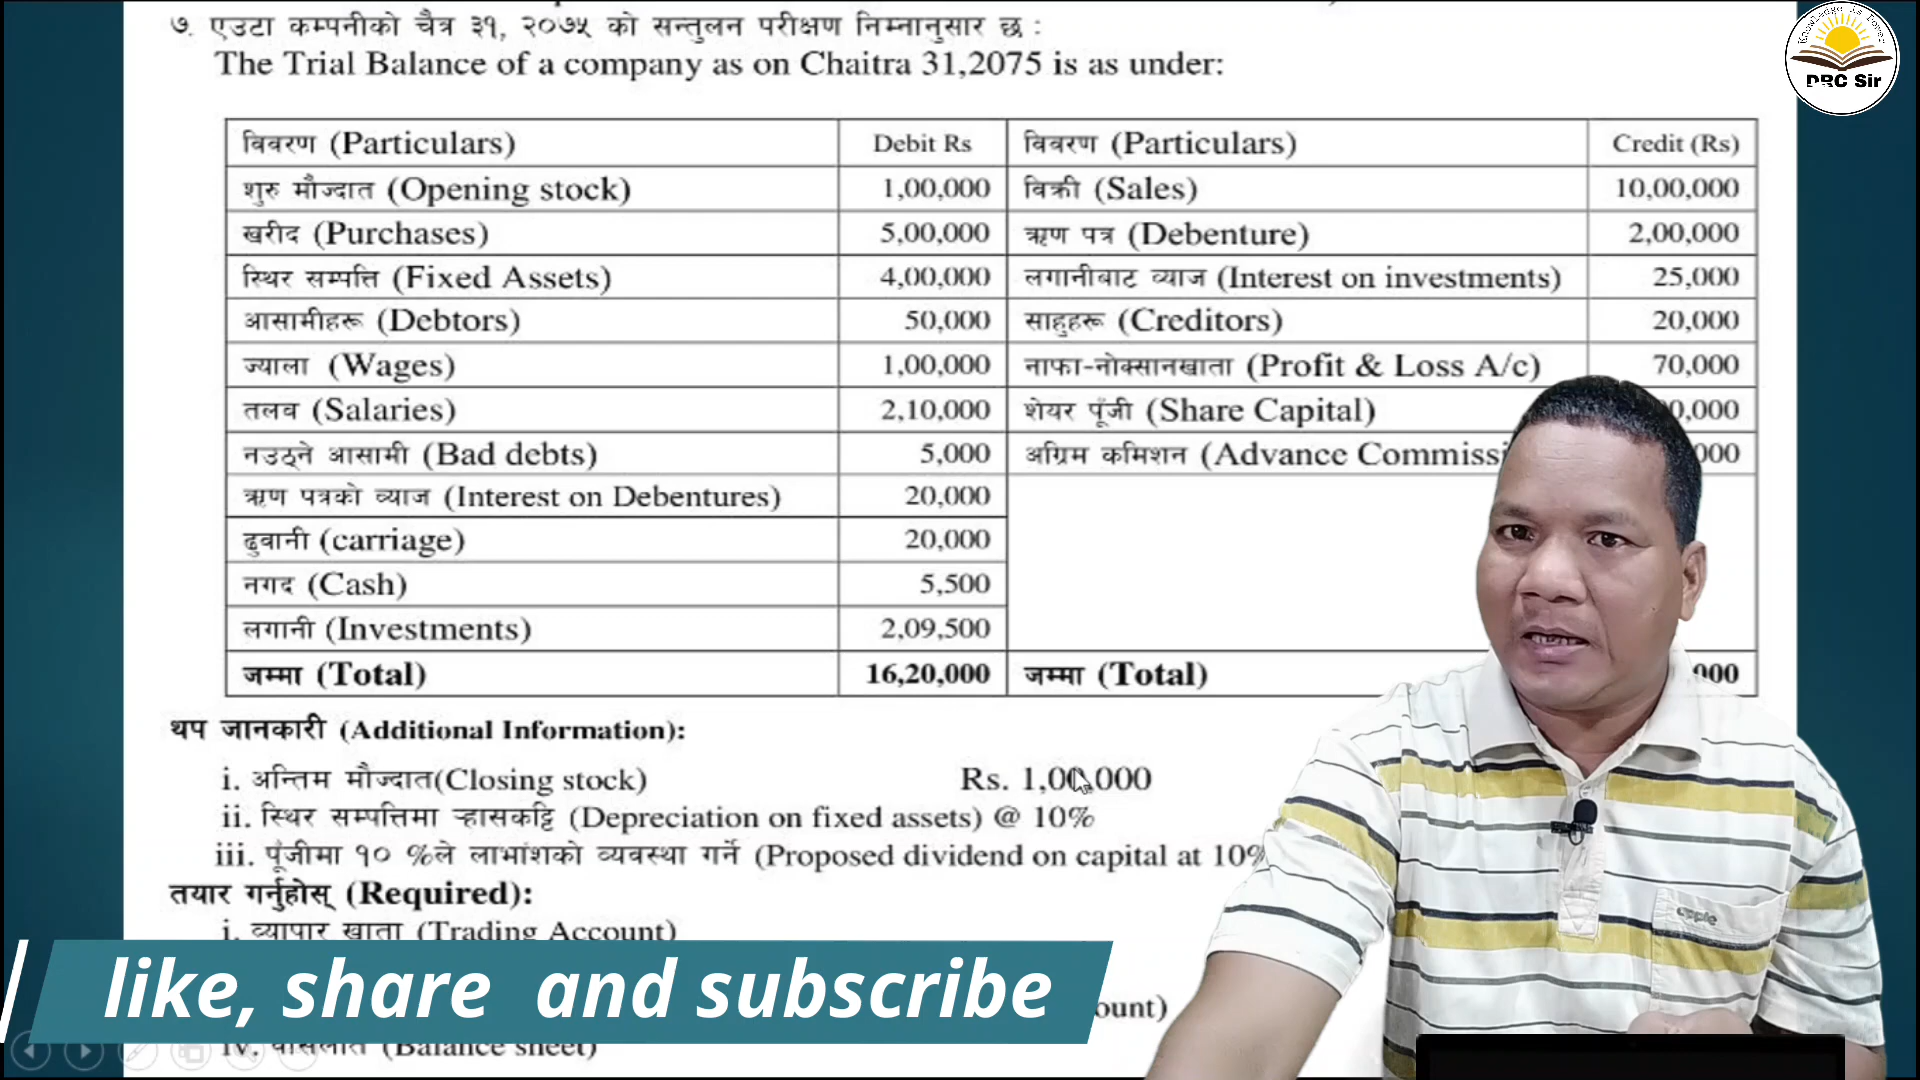 ७. एउटा कम्पनीको चैत्र ३१, २०७५ को सन्तुलन परीक्षण निम्नानुसार छ :
The Trial Balance of a company as on Chaitra 31,2075 is as under:
विवरण (Particulars) Debit Rs विवरण (Particulars) Credit (Rs)
शुरु मौज्दात (Opening stock) 1,00,000 विक्री (Sales) 10,00,000
खरीद (Purchases) 5,00,000 ऋण पत्र (Debenture) 2,00,000
स्थिर सम्पत्ति (Fixed Assets) 4,00,000 लगानीबाट व्याज (Interest on investments) 25,000
आसामीहरू (Debtors) 50,000 साहुहरू (Creditors) 20,000
ज्याला (Wages) 1,00,000 नाफा-नोक्सानखाता (Profit & Loss A/c) 70,000
तलव (Salaries) 2,10,000 शेयर पूँजी (Share Capital) 0,000
नउठ्ने आसामी (Bad debts) 5,000 अग्रिम कमिशन (Advance Commissi 000
ऋण पत्रको व्याज (Interest on Debentures) 20,000
ढुवानी (carriage) 20,000
नगद (Cash) 5,500
लगानी (Investments) 2,09,500
जम्मा (Total) 16,20,000 जम्मा (Total) 000
थप जानकारी (Additional Information):
i. अन्तिम मौज्दात(Closing stock) Rs. 1,00,000
ii. स्थिर सम्पत्तिमा ऱ्हासकट्टि (Depreciation on fixed assets) @ 10%
iii. पूँजीमा १० %ले लाभांशको व्यवस्था गर्ने (Proposed dividend on capital at 10%
तयार गर्नुहोस् (Required):
i. व्यापार खाता (Trading Account)
ount)
iv. वासलात (Balance sheet)
like, share and subscribe
Knowledge is Power
DRC Sir
apple